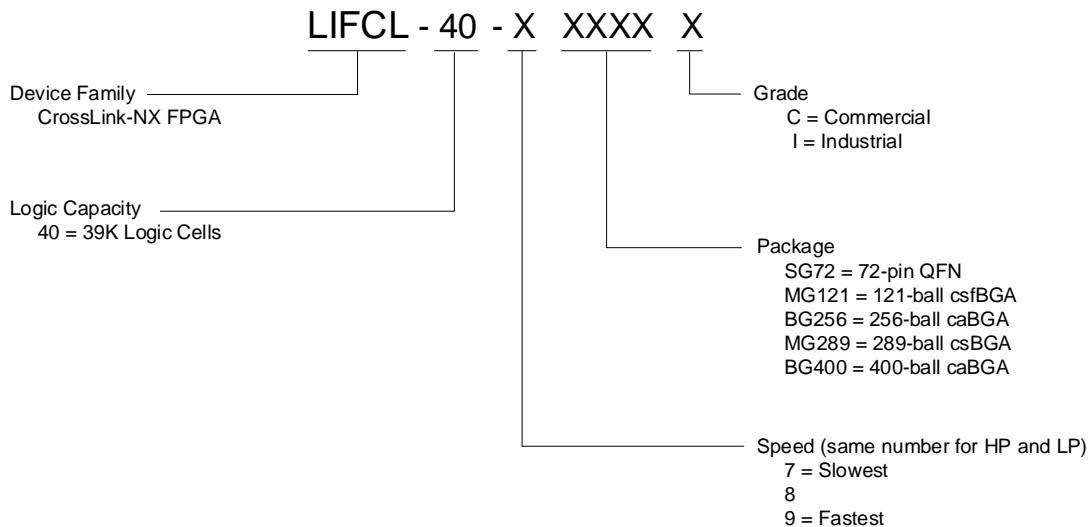 LIFCL - 40 - X XXXX X
Device Family
CrossLink-NX FPGA
Logic Capacity
40 = 39K Logic Cells
Grade
C = Commercial
I = Industrial
Package
SG72 = 72-pin QFN
MG121 = 121-ball csfBGA
BG256 = 256-ball caBGA
MG289 = 289-ball csBGA
BG400 = 400-ball caBGA
Speed (same number for HP and LP)
7 = Slowest
8
9 = Fastest